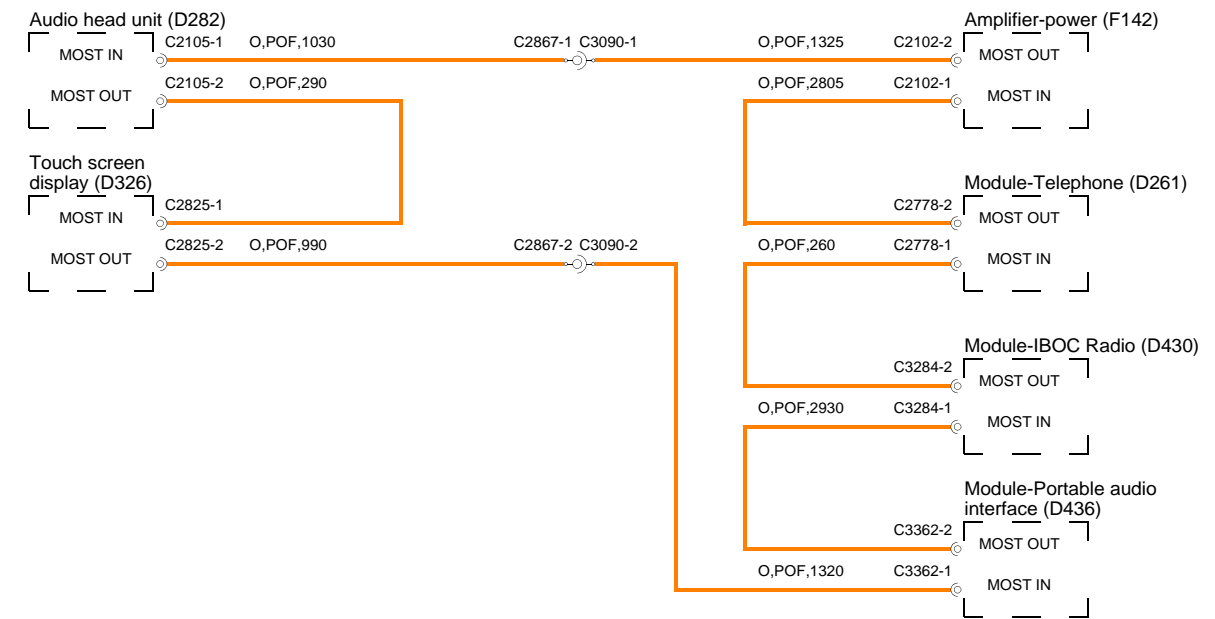 Audio head unit (D282)
MOST IN
C2105-1
O,POF,1030
C2867-1
C3090-1
O,POF,1325
C2102-2
Amplifier-power (F142)
MOST OUT
MOST OUT
C2105-2
O,POF,290
O,POF,2805
C2102-1
MOST IN
Touch screen
display (D326)
MOST IN
C2825-1
C2778-2
Module-Telephone (D261)
MOST OUT
MOST OUT
C2825-2
O,POF,990
C2867-2
C3090-2
O,POF,260
C2778-1
MOST IN
Module-IBOC Radio (D430)
C3284-2
MOST OUT
O,POF,2930
C3284-1
MOST IN
Module-Portable audio
interface (D436)
C3362-2
MOST OUT
O,POF,1320
C3362-1
MOST IN